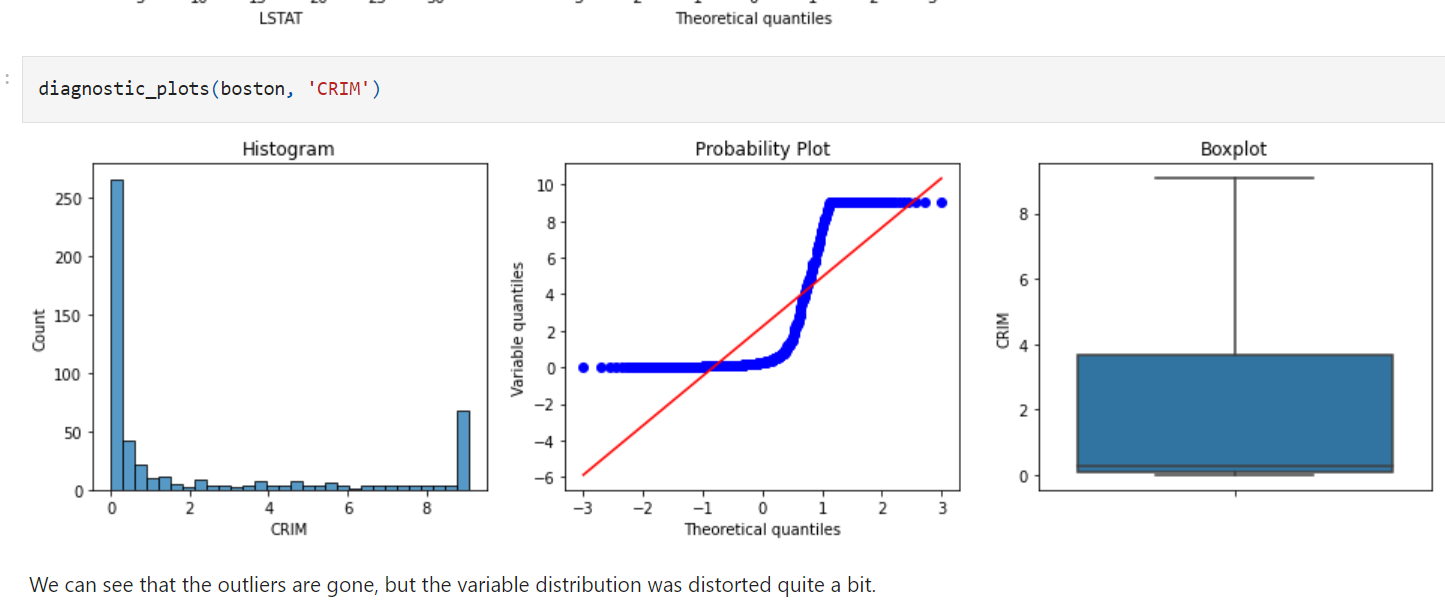 LSTAT
Theoretical quantiles
:
diagnostic_plots(boston, 'CRIM')
Histogram
Count
250
200
150
100
50
0
0 2 4 6 8
CRIM
Probability Plot
Variable quantiles
10
8
6
4
2
0
−2
−4
−6
−3 −2 −1 0 1 2 3
Theoretical quantiles
Boxplot
CRIM
8
6
4
2
0
We can see that the outliers are gone, but the variable distribution was distorted quite a bit.